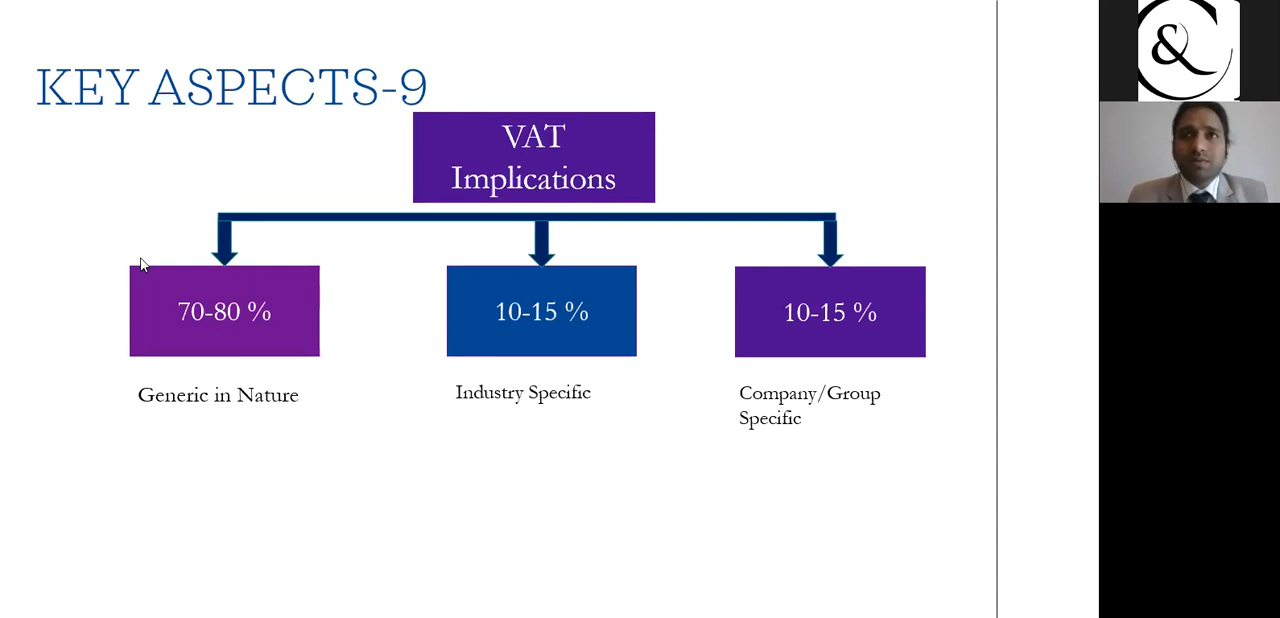 KEY ASPECTS-9
VAT
Implications
70-80 %
10-15 %
10-15 %
Generic in Nature
Industry Specific
Company/Group
Specific
&